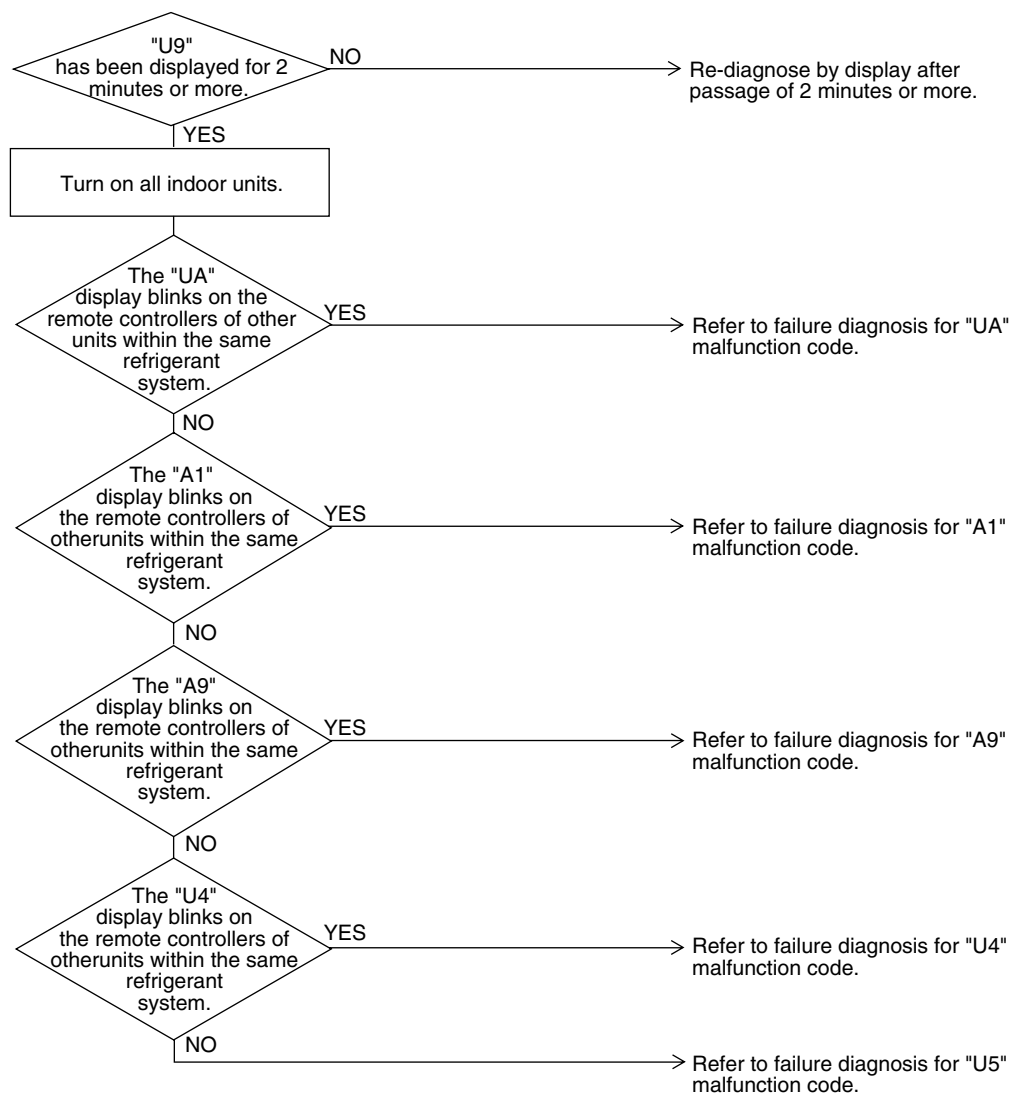 "U9"
has been displayed for 2
minutes or more.
NO
Re-diagnose by display after
passage of 2 minutes or more.
YES
Turn on all indoor units.
The "UA"
display blinks on the
remote controllers of other
units within the same
refrigerant
system.
YES
Refer to failure diagnosis for "UA"
malfunction code.
NO
The "A1"
display blinks on
the remote controllers of
otherunits within the same
refrigerant
system.
YES
Refer to failure diagnosis for "A1"
malfunction code.
NO
The "A9"
display blinks on
the remote controllers of
otherunits within the same
refrigerant
system.
YES
Refer to failure diagnosis for "A9"
malfunction code.
NO
The "U4"
display blinks on
the remote controllers of
otherunits within the same
refrigerant
system.
YES
Refer to failure diagnosis for "U4"
malfunction code.
NO
Refer to failure diagnosis for "U5"
malfunction code.